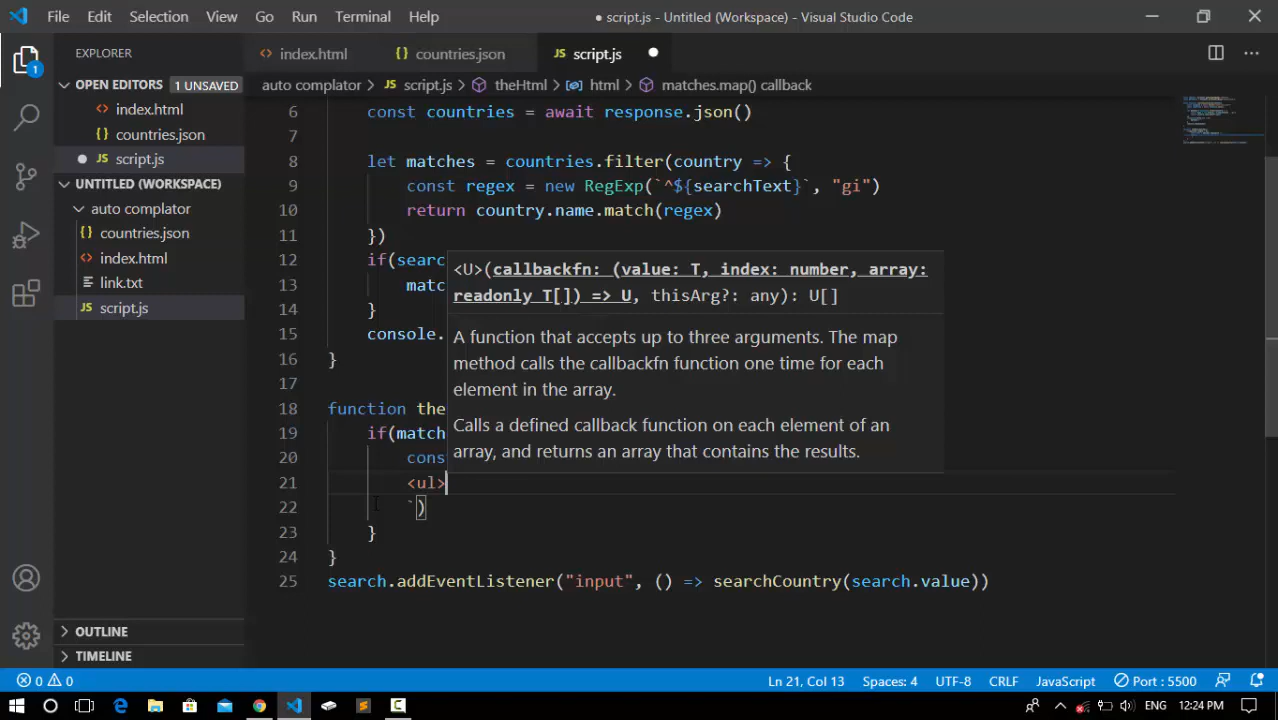 File Edit Selection View Go Run Terminal Help
● script.js - Untitled (Workspace) - Visual Studio Code
EXPLORER
OPEN EDITORS 1 UNSAVED
<> index.html
{} countries.json
● JS script.js
UNTITLED (WORKSPACE)
auto complator
{} countries.json
<> index.html
link.txt
JS script.js
OUTLINE
TIMELINE
1
<> index.html {} countries.json JS script.js ●
auto complator > JS script.js > theHtml > html > matches.map() callback
6 const countries = await response.json()
7
8 let matches = countries.filter(country => {
9 const regex = new RegExp(`^${searchText}`, "gi")
10 return country.name.match(regex)
11 })
12 if(searc
13 matc
14 }
15 console.
16 }
17
18 function the
19 if(match
20 cons
21 <ul>
22 `)
23 }
24 }
25 search.addEventListener("input", () => searchCountry(search.value))
<U>(callbackfn: (value: T, index: number, array:
readonly T[]) => U, thisArg?: any): U[]
A function that accepts up to three arguments. The map
method calls the callbackfn function one time for each
element in the array.
Calls a defined callback function on each element of an
array, and returns an array that contains the results.
0 0 Ln 21, Col 13 Spaces: 4 UTF-8 CRLF JavaScript Port : 5500
ENG 12:24 PM